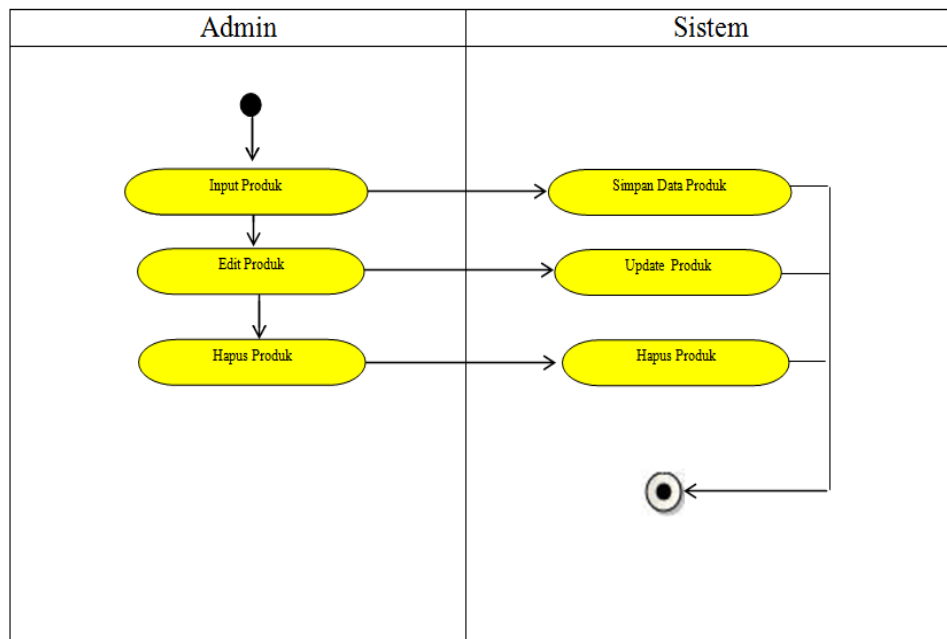 Admin
Sistem
Input Produk
Simpan Data Produk
Edit Produk
Update Produk
Hapus Produk
Hapus Produk